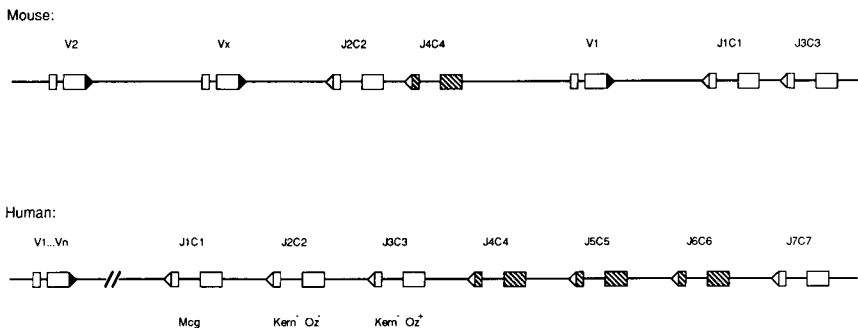 Mouse:
V2 Vx J2C2 J4C4 V1 J1C1 J3C3
Human:
V1...Vn J1C1 J2C2 J3C3 J4C4 J5C5 J6C6 J7C7
Mcg Kern⁻ Oz⁻ Kern⁻ Oz⁺